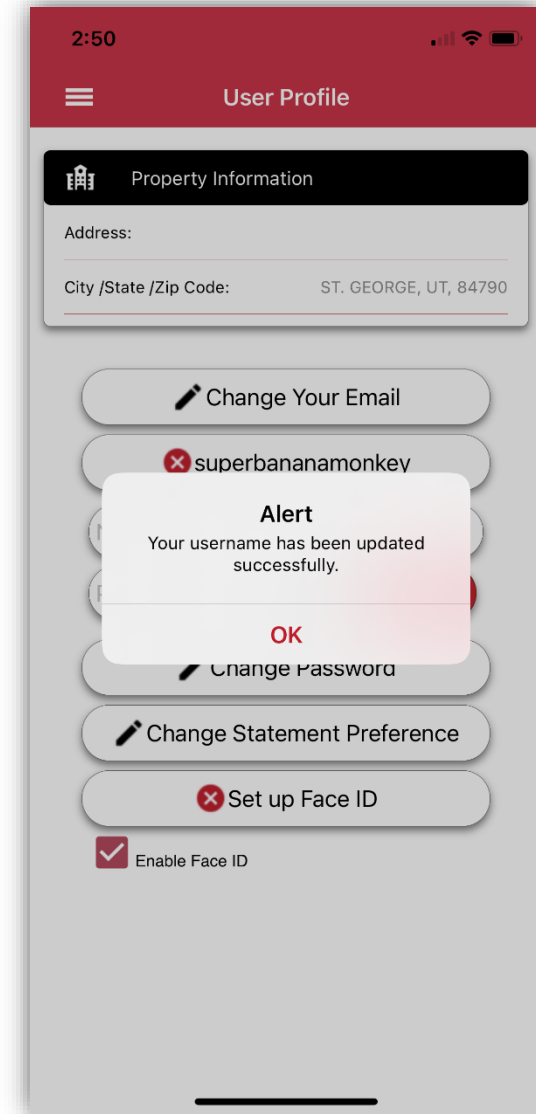 2:50
User Profile
Property Information
Address:
City /State /Zip Code: ST. GEORGE, UT, 84790
Change Your Email
superbananamonkey
Alert
Your username has been updated
successfully.
OK
Change Password
Change Statement Preference
Set up Face ID
Enable Face ID